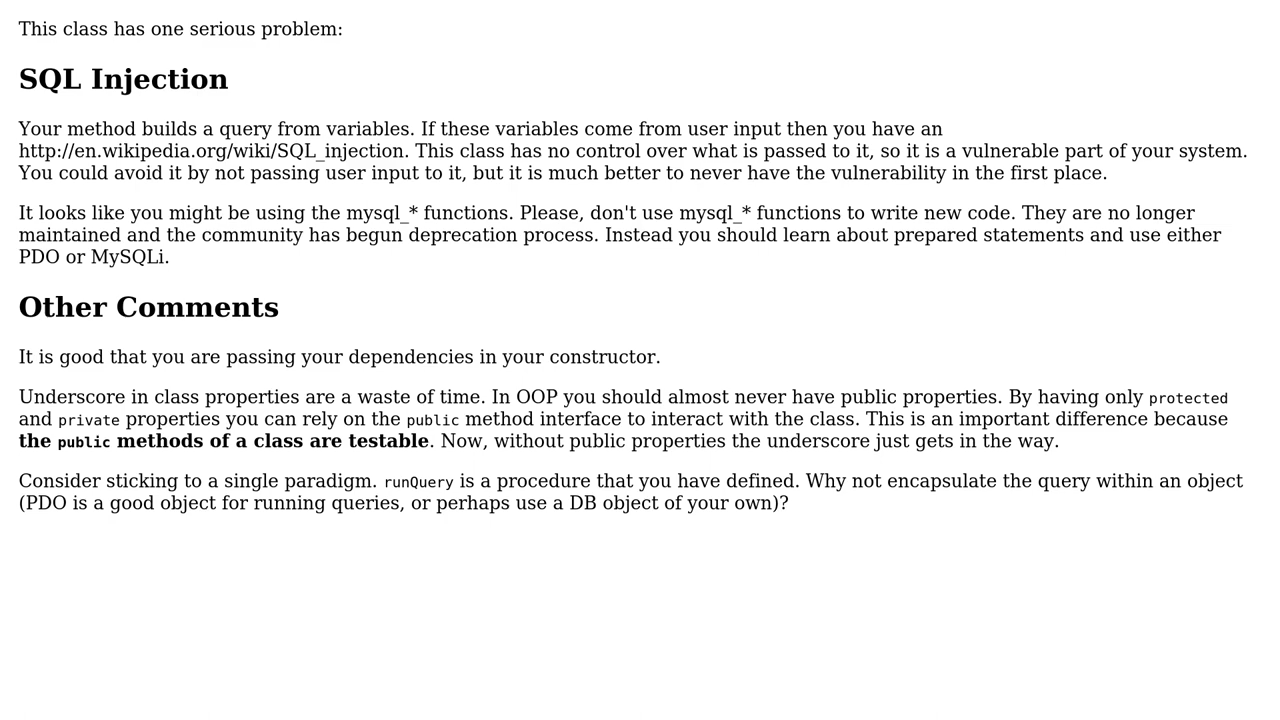 This class has one serious problem:
SQL Injection
Your method builds a query from variables. If these variables come from user input then you have an
http://en.wikipedia.org/wiki/SQL_injection. This class has no control over what is passed to it, so it is a vulnerable part of your system.
You could avoid it by not passing user input to it, but it is much better to never have the vulnerability in the first place.
It looks like you might be using the mysql_* functions. Please, don't use mysql_* functions to write new code. They are no longer
maintained and the community has begun deprecation process. Instead you should learn about prepared statements and use either
PDO or MySQLi.
Other Comments
It is good that you are passing your dependencies in your constructor.
Underscore in class properties are a waste of time. In OOP you should almost never have public properties. By having only protected
and private properties you can rely on the public method interface to interact with the class. This is an important difference because
the public methods of a class are testable. Now, without public properties the underscore just gets in the way.
Consider sticking to a single paradigm. runQuery is a procedure that you have defined. Why not encapsulate the query within an object
(PDO is a good object for running queries, or perhaps use a DB object of your own)?